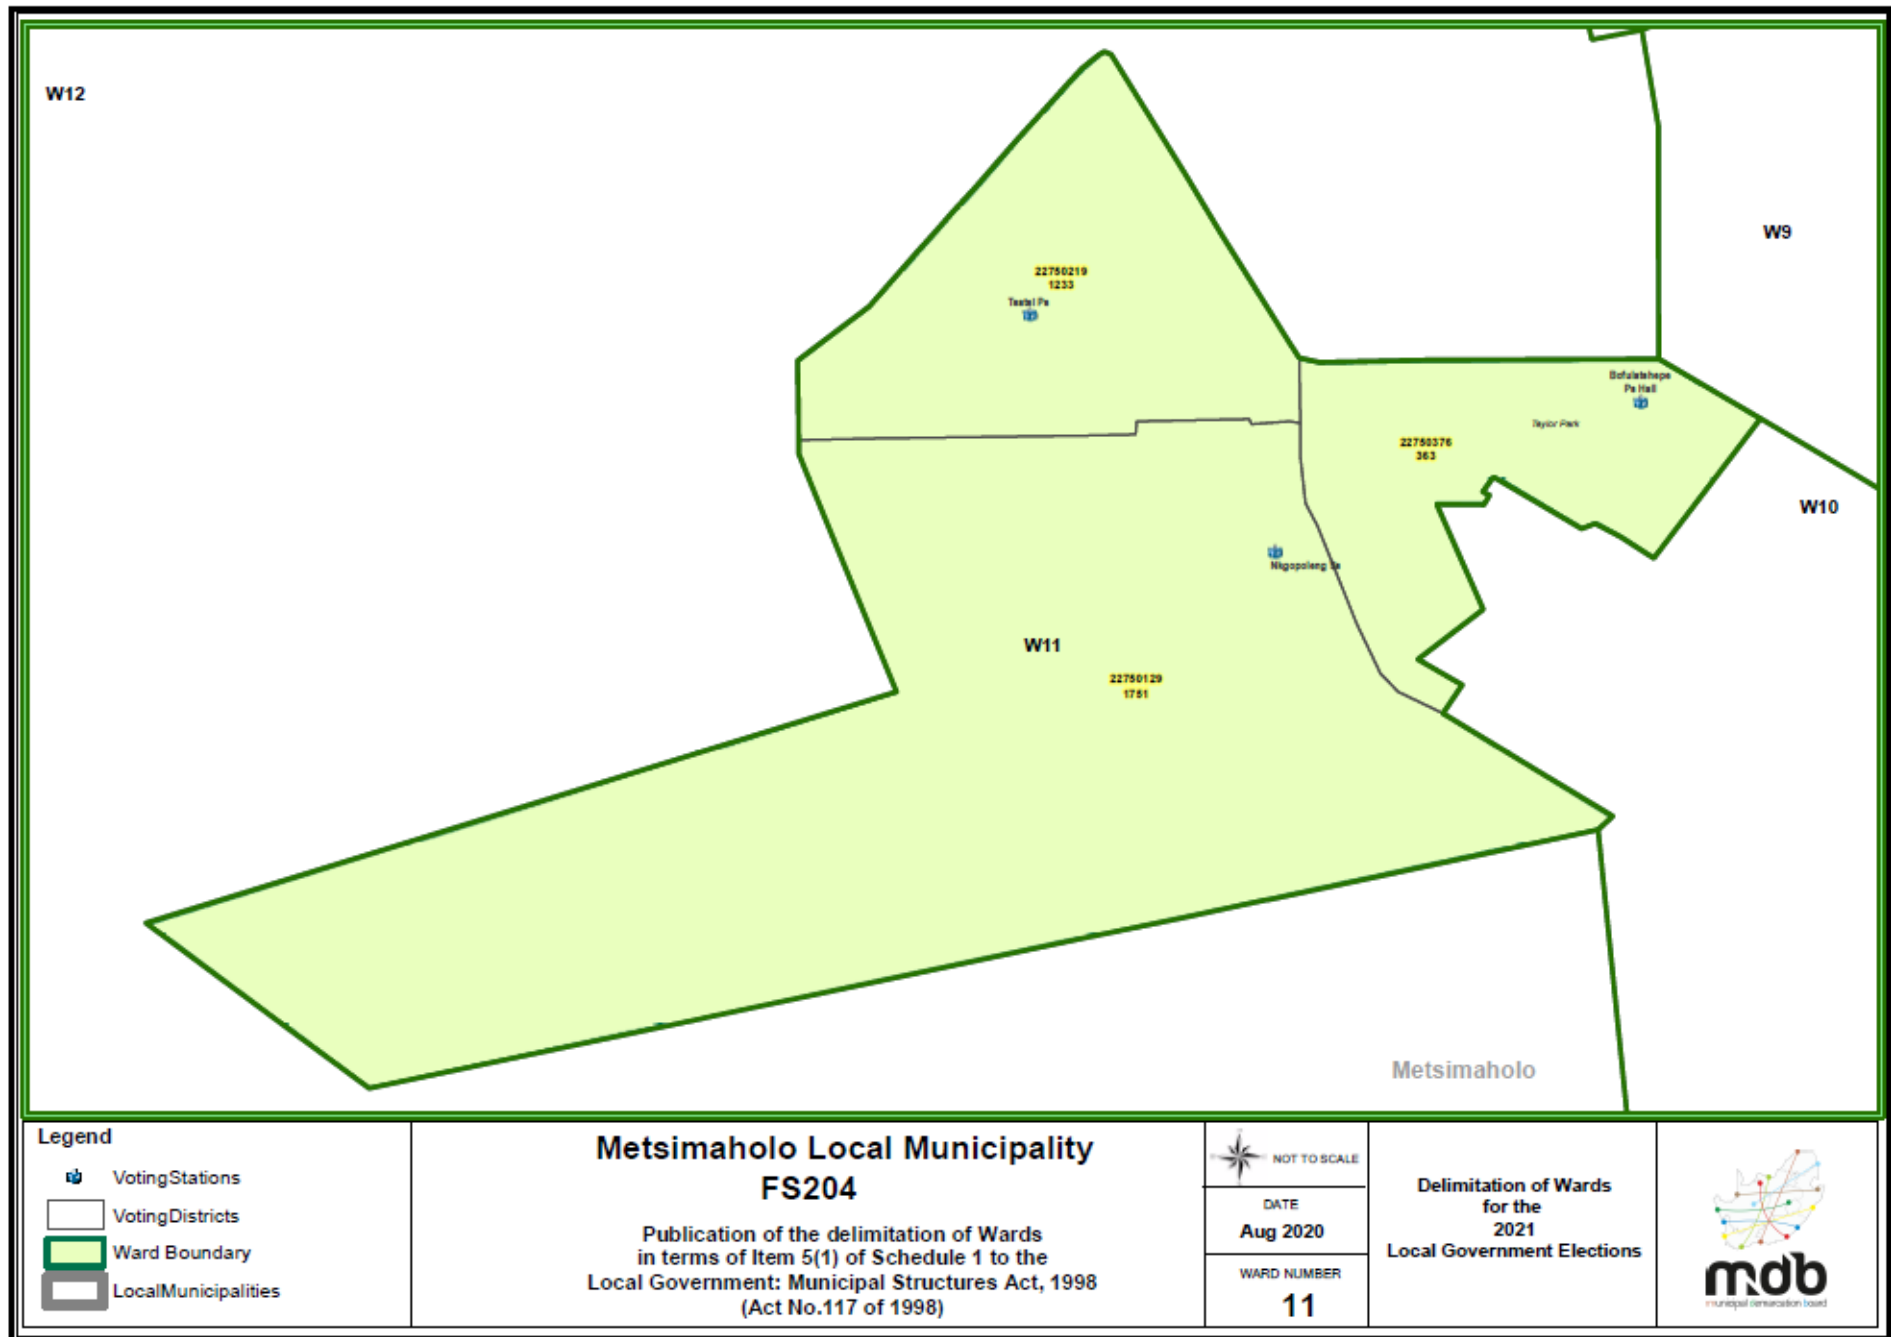 W12
W9
22750219
1233
Tsatsi Ps
Bofulatshepe
Ps Hall
Taylor Park
22750376
363
W10
Nkgopoleng
W11
22750129
1751
Metsimaholo
Legend
VotingStations
VotingDistricts
Ward Boundary
LocalMunicipalities
Metsimaholo Local Municipality
FS204
Publication of the delimitation of Wards
in terms of Item 5(1) of Schedule 1 to the
Local Government: Municipal Structures Act, 1998
(Act No.117 of 1998)
NOT TO SCALE
DATE
Aug 2020
WARD NUMBER
11
Delimitation of Wards
for the
2021
Local Government Elections
mdb
municipal demarcation board